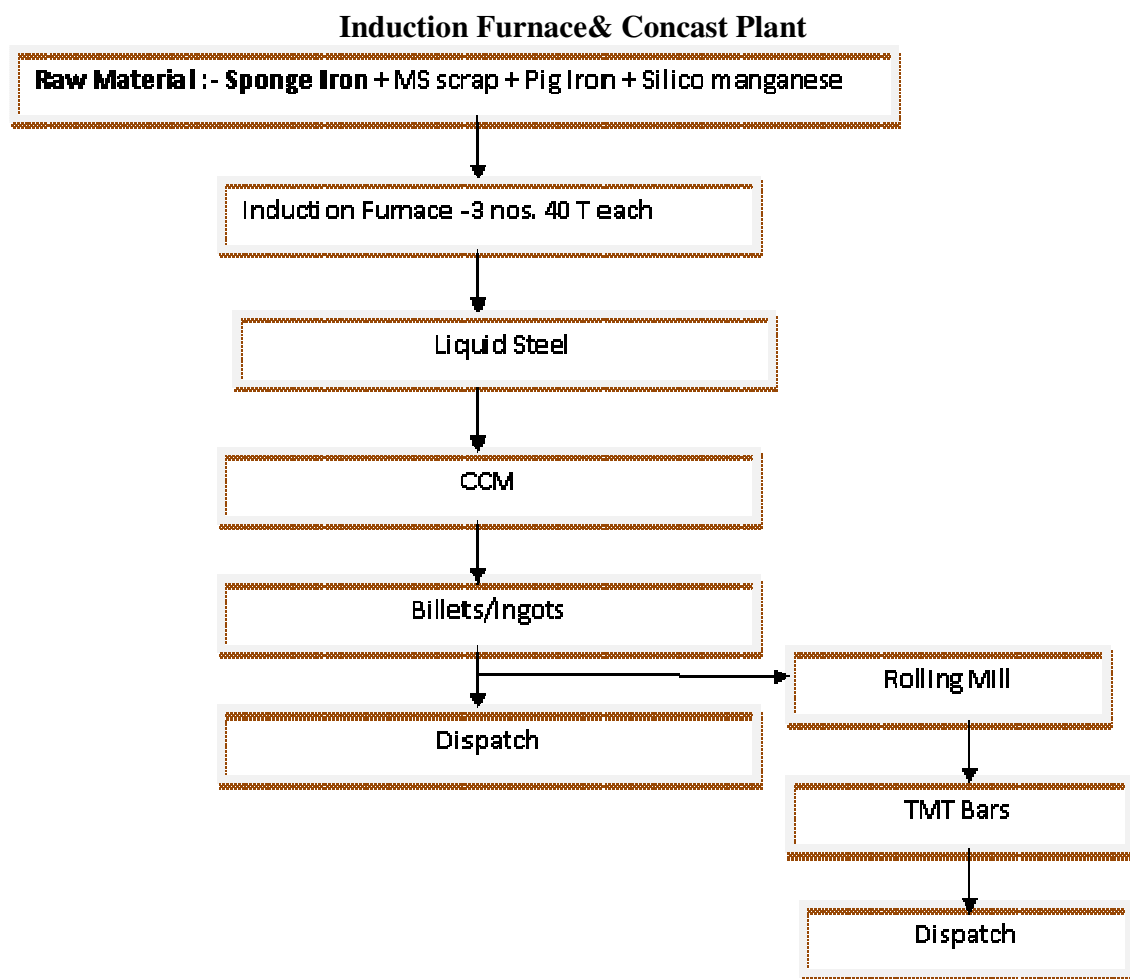 Induction Furnace& Concast Plant
Raw Material :- Sponge Iron + MS scrap + Pig Iron + Silico manganese
Induction Furnace -3 nos. 40 T each
Liquid Steel
CCM
Billets/Ingots
Rolling Mill
Dispatch
TMT Bars
Dispatch